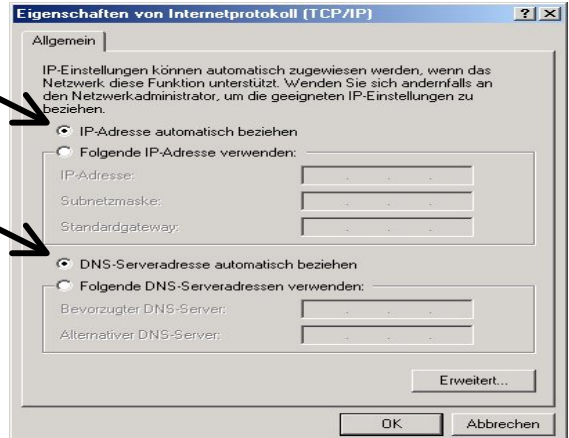 Eigenschaften von Internetprotokoll (TCP/IP)
Allgemein
IP-Einstellungen können automatisch zugewiesen werden, wenn das
Netzwerk diese Funktion unterstützt. Wenden Sie sich andernfalls an
den Netzwerkadministrator, um die geeigneten IP-Einstellungen zu
beziehen.
IP-Adresse automatisch beziehen
Folgende IP-Adresse verwenden:
IP-Adresse:
Subnetzmaske:
Standardgateway:
DNS-Serveradresse automatisch beziehen
Folgende DNS-Serveradressen verwenden:
Bevorzugter DNS-Server:
Alternativer DNS-Server:
Erweitert...
OK Abbrechen